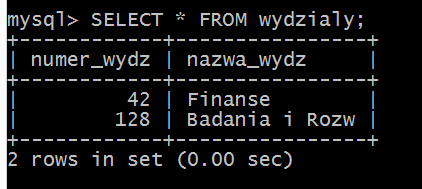 mysql> SELECT * FROM wydzialy;
+------------+----------------+
| numer_wydz | nazwa_wydz     |
+------------+----------------+
|         42 | Finanse        |
|        128 | Badania i Rozw |
+------------+----------------+
2 rows in set (0.00 sec)